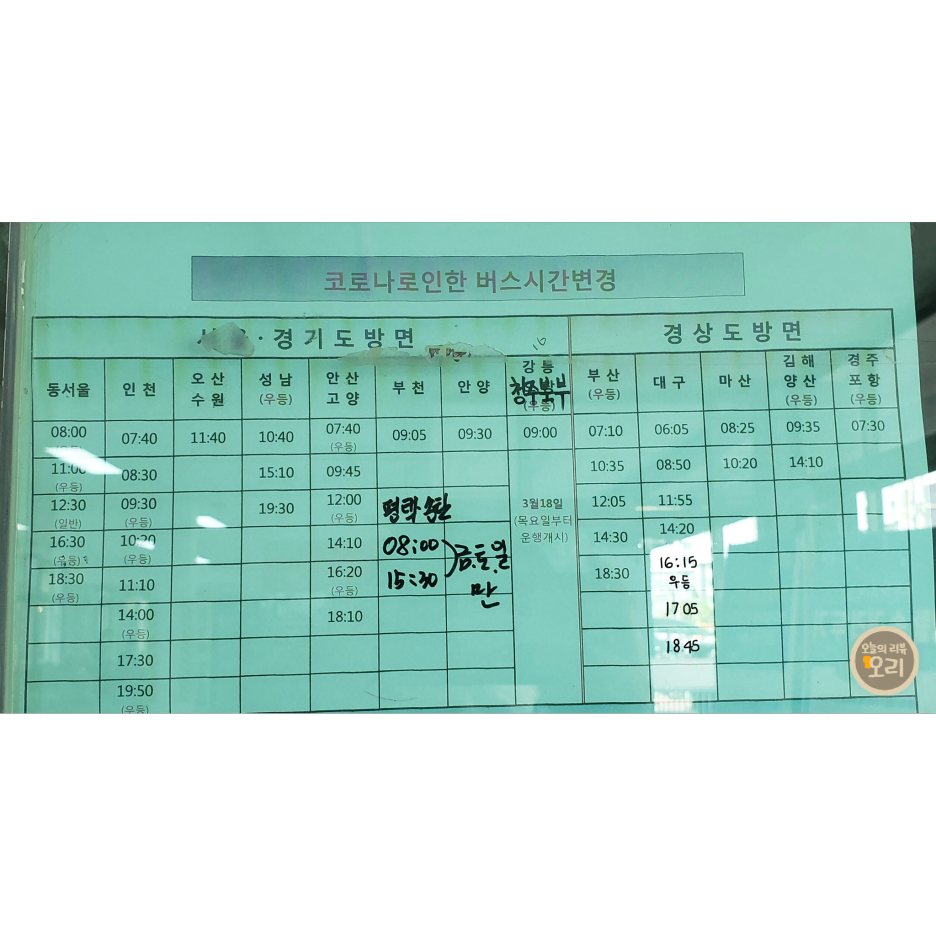 코로나로인한 버스시간변경
· 경기도방면
경상도방면
동서울 인천 오산 수원 성남 (우등) 안산 고양 부천 안양 강릉 청주북부 (우등) 부산 (우등) 대구 마산 김해 양산 (우등) 경주 포항 (우등)
08:00 07:40 11:40 10:40 07:40 (우등) 09:05 09:30 09:00 07:10 06:05 08:25 09:35 07:30
11:00 (우등) 08:30 15:10 09:45 10:35 08:50 10:20 14:10
12:30 (일반) 09:30 (우등) 19:30 12:00 (우등) 평택 송탄 3월18일 (목요일부터 운행개시) 12:05 11:55
16:30 (우등) 10:20 (우등) 14:10 08:00 금.토.일 만 14:30 14:20
18:30 (우등) 11:10 16:20 (우등) 15:30 18:30 16:15 우등
14:00 (우등) 18:10 17 05
17:30 18 45
19:50 (우등)
오늘의 리뷰
오리